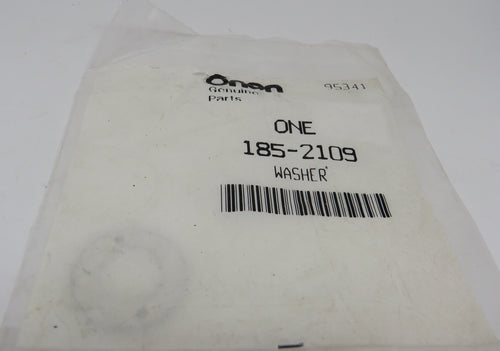 Onan 95341
Genuine
Parts
ONE
185-2109
WASHER